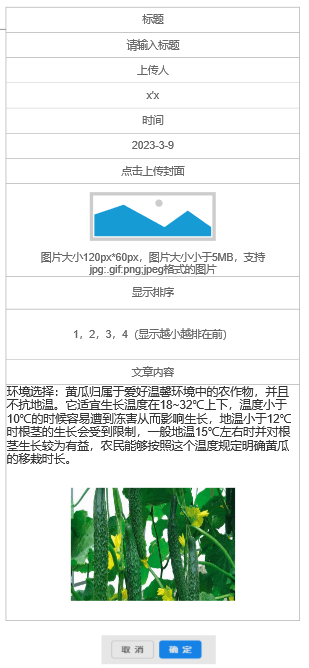 标题
请输入标题
上传人
x'x
时间
2023-3-9
点击上传封面
图片大小120px*60px，图片大小小于5MB，支持
jpg:.gif:png;jpeg格式的图片
显示排序
1，2，3，4（显示越小越排在前）
文章内容
环境选择：黄瓜归属于爱好温馨环境中的农作物，并且
不抗地温。它适宜生长温度在18~32℃上下，温度小于
10℃的时候容易遭到冻害从而影响生长，地温小于12℃
时根茎的生长会受到限制，一般地温15℃左右时并对根
茎生长较为有益，农民能够按照这个温度规定明确黄瓜
的移栽时长。
取消
确定